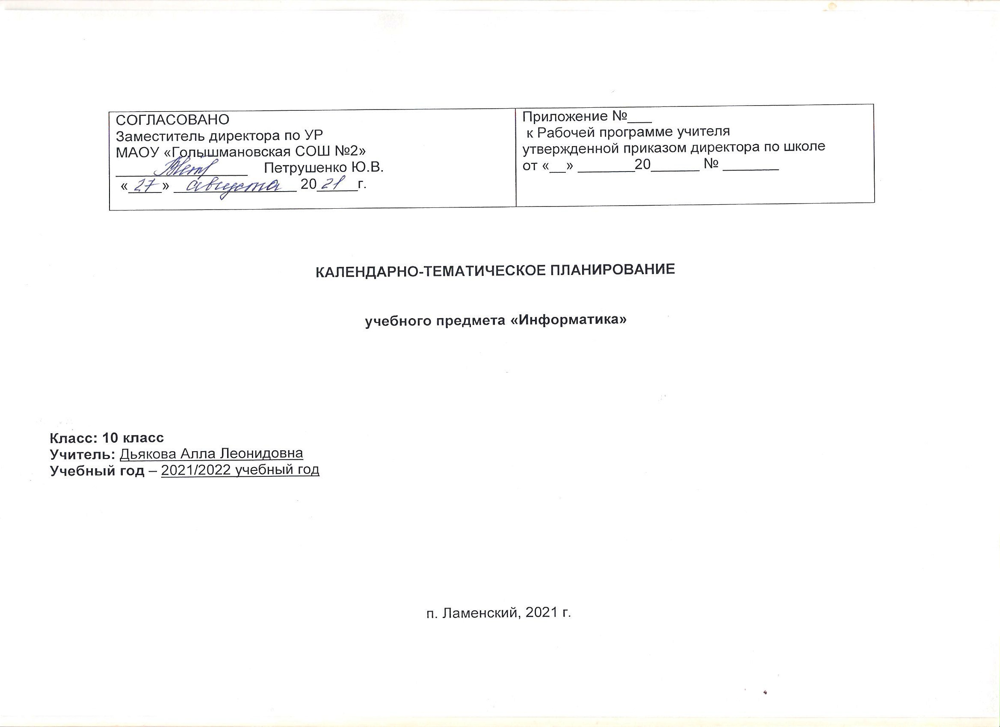 СОГЛАСОВАНО
Заместитель директора по УР
МАОУ «Голышмановская СОШ №2»
________________ Петрушенко Ю.В.
«27» августа 2021г.
Приложение №___
к Рабочей программе учителя
утвержденной приказом директора по школе
от «__» _______20______ № _______
КАЛЕНДАРНО-ТЕМАТИЧЕСКОЕ ПЛАНИРОВАНИЕ
учебного предмета «Информатика»
Класс: 10 класс
Учитель: Дьякова Алла Леонидовна
Учебный год – 2021/2022 учебный год
п. Ламенский, 2021 г.